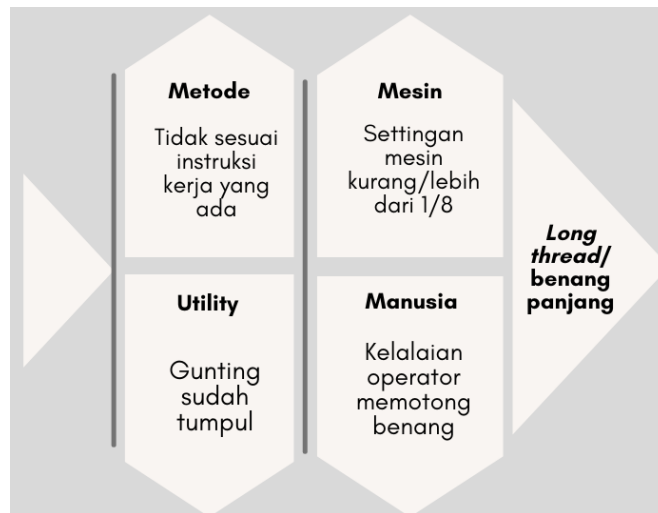 Metode
Tidak sesuai
instruksi
kerja yang
ada
Mesin
Settingan
mesin
kurang/lebih
dari 1/8
Utility
Gunting
sudah
tumpul
Manusia
Kelalaian
operator
memotong
benang
Long
thread/
benang
panjang